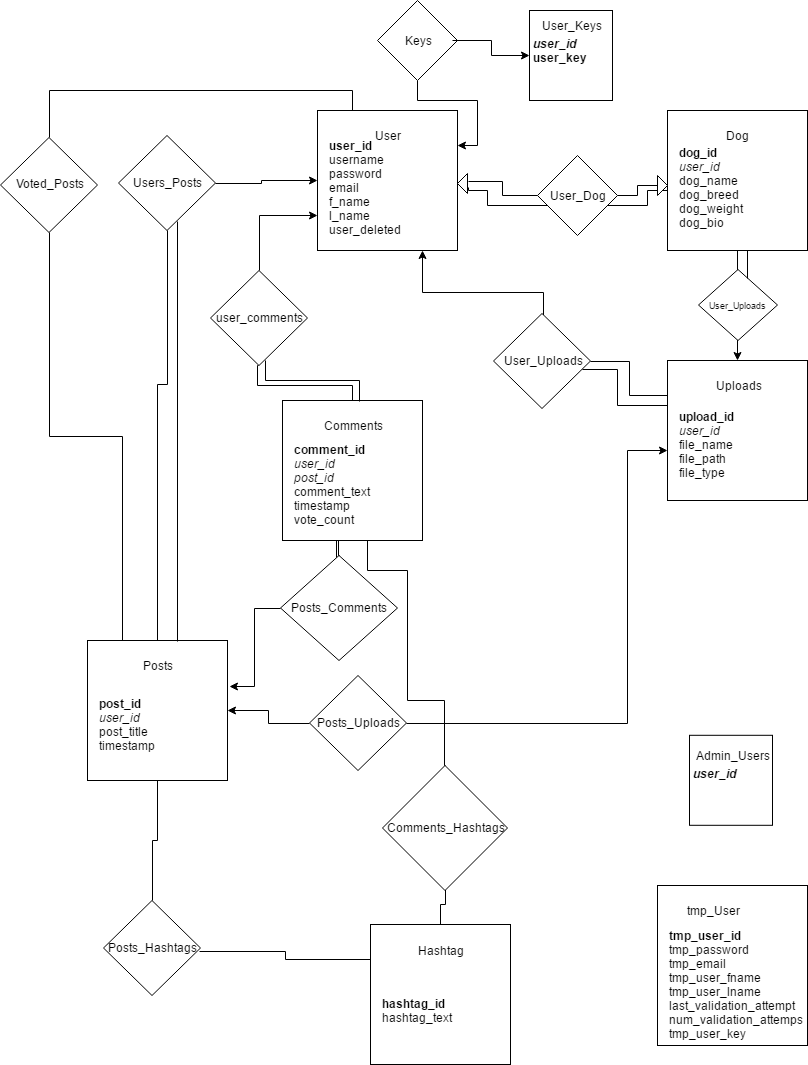 User_Keys
user_id
user_key
Keys
User
user_id
username
password
email
f_name
l_name
user_deleted
Dog
dog_id
user_id
dog_name
dog_breed
dog_weight
dog_bio
Voted_Posts
Users_Posts
User_Dog
user_comments
User_Uploads
User_Uploads
Uploads
upload_id
user_id
file_name
file_path
file_type
Comments
comment_id
user_id
post_id
comment_text
timestamp
vote_count
Posts_Comments
Posts
post_id
user_id
post_title
timestamp
Posts_Uploads
Admin_Users
user_id
Comments_Hashtags
tmp_User
tmp_user_id
tmp_password
tmp_email
tmp_user_fname
tmp_user_lname
last_validation_attempt
num_validation_attemps
tmp_user_key
Posts_Hashtags
Hashtag
hashtag_id
hashtag_text